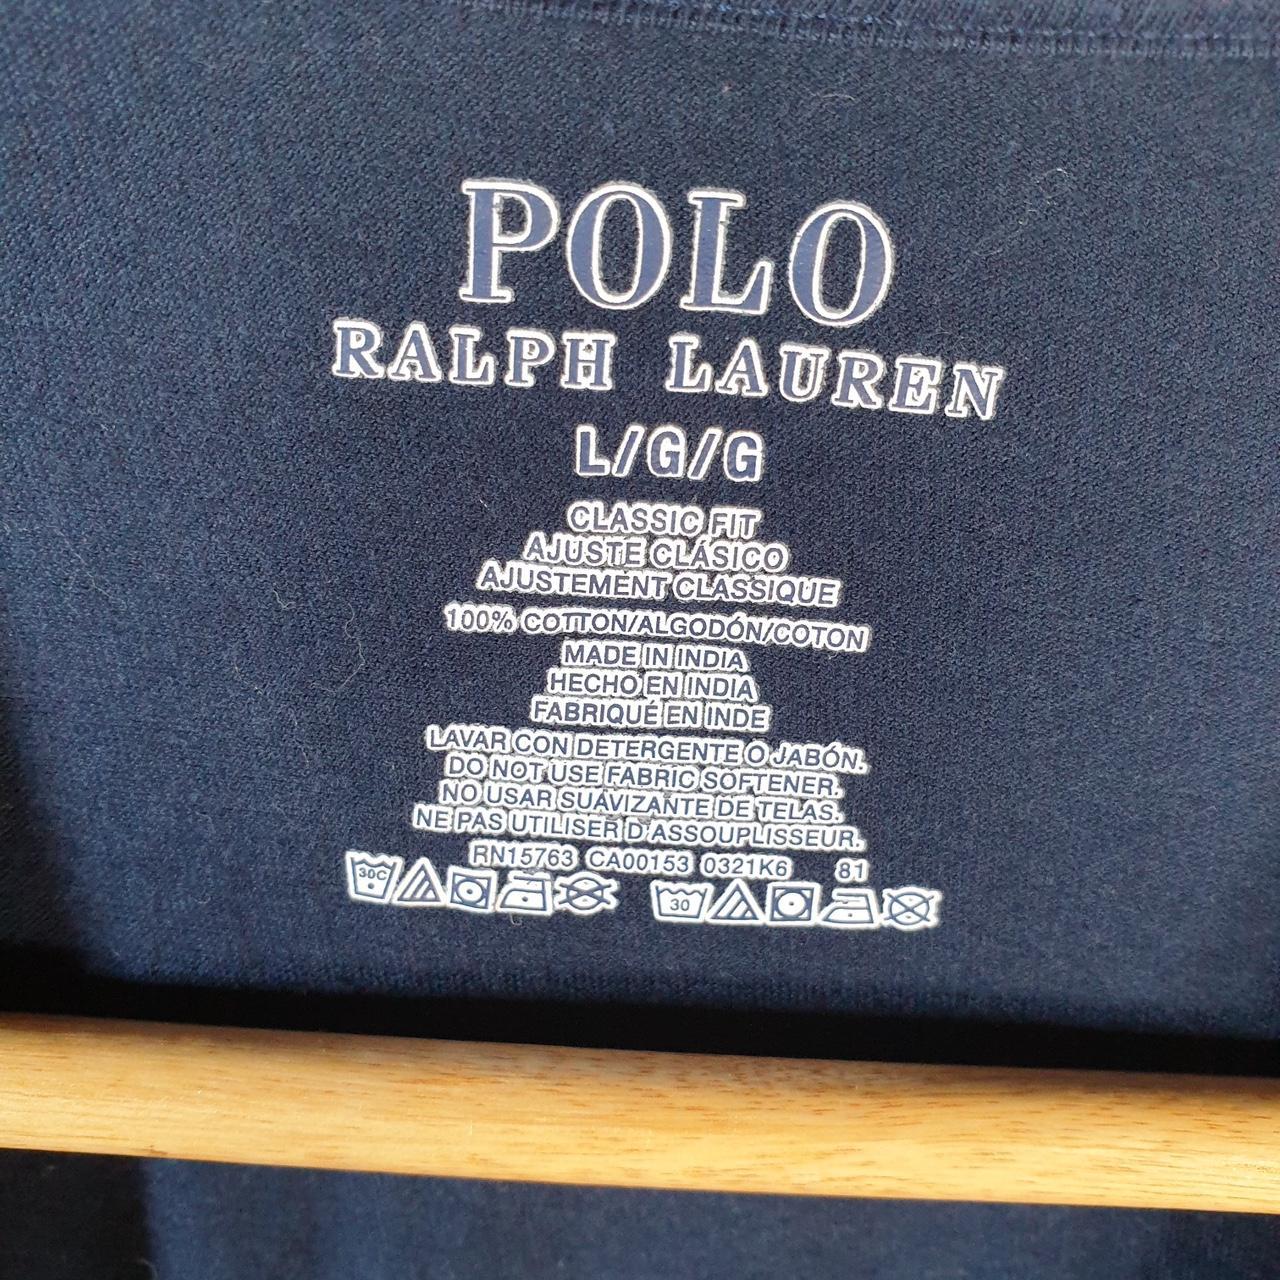 POLO
RALPH LAUREN
L/G/G
CLASSIC FIT
AJUSTE CLÁSICO
AJUSTEMENT CLASSIQUE
100% COTTON/ALGODÓN/COTON
MADE IN INDIA
HECHO EN INDIA
FABRIQUÉ EN INDE
LAVAR CON DETERGENTE O JABÓN.
DO NOT USE FABRIC SOFTENER.
NO USAR SUAVIZANTE DE TELAS.
NE PAS UTILISER D'ASSOUPLISSEUR.
RN15763 CA00153 0321K6 81
30C 30